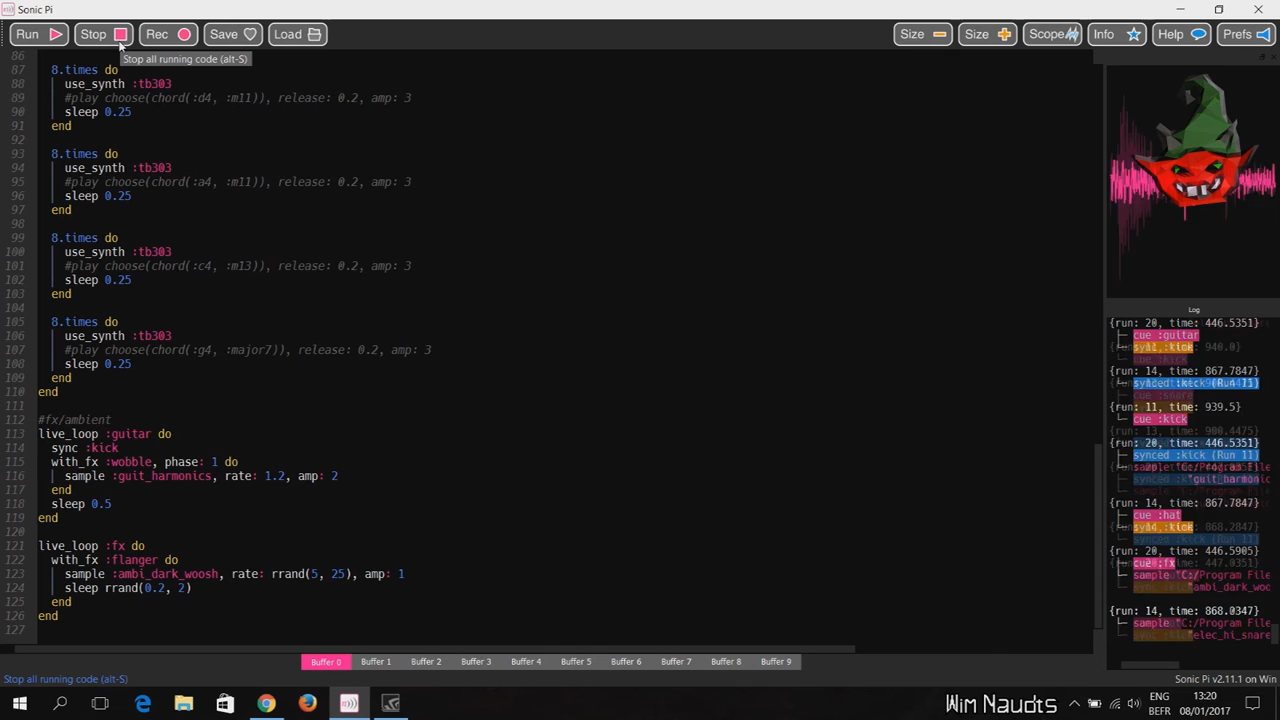 Sonic Pi
Run Stop Rec Save Load Size Size Scope Info Help Prefs
Stop all running code (alt-S)
86
87 8.times do
88 use_synth :tb303
89 #play choose(chord(:d4, :m11)), release: 0.2, amp: 3
90 sleep 0.25
91 end
92
93 8.times do
94 use_synth :tb303
95 #play choose(chord(:a4, :m11)), release: 0.2, amp: 3
96 sleep 0.25
97 end
98
99 8.times do
100 use_synth :tb303
101 #play choose(chord(:c4, :m13)), release: 0.2, amp: 3
102 sleep 0.25
103 end
104
105 8.times do
106 use_synth :tb303
107 #play choose(chord(:g4, :major7)), release: 0.2, amp: 3
108 sleep 0.25
109 end
110 end
111
112 #fx/ambient
113 live_loop :guitar do
114 sync :kick
115 with_fx :wobble, phase: 1 do
116 sample :guit_harmonics, rate: 1.2, amp: 2
117 end
118 sleep 0.5
119 end
120
121 live_loop :fx do
122 with_fx :flanger do
123 sample :ambi_dark_woosh, rate: rrand(5, 25), amp: 1
124 sleep rrand(0.2, 2)
125 end
126 end
127
Log
{run: 20, time: 446.5351}
cue :guitar
{run: 14, time: 867.7847}
synced :kick (Run 11)
{run: 11, time: 939.5}
cue :kick
{run: 20, time: 446.5351}
synced :kick (Run 11)
{run: 14, time: 867.7847}
cue :hat
{run: 20, time: 446.5905}
cue :fx
sample "C:/Program File
{run: 14, time: 868.0347}
sample "C:/Program File
Buffer 0 Buffer 1 Buffer 2 Buffer 3 Buffer 4 Buffer 5 Buffer 6 Buffer 7 Buffer 8 Buffer 9
Stop all running code (alt-S)
Sonic Pi v2.11.1 on Win
Wim Naudts
ENG
BEFR
13:20
08/01/2017